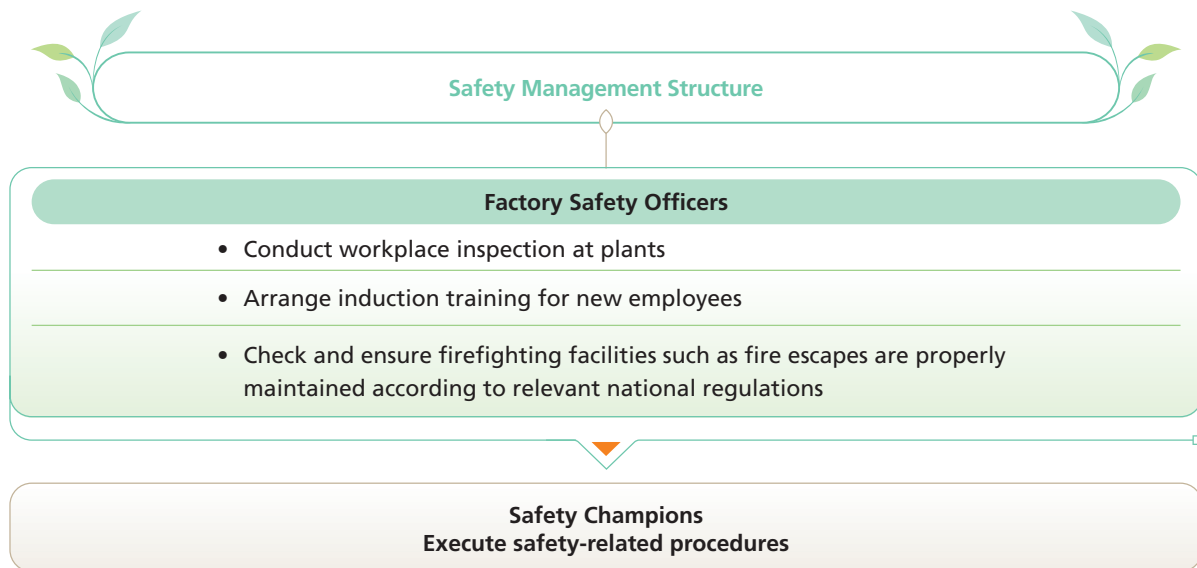 Safety Management Structure
Factory Safety Officers
• Conduct workplace inspection at plants
• Arrange induction training for new employees
• Check and ensure firefighting facilities such as fire escapes are properly
maintained according to relevant national regulations
Safety Champions
Execute safety-related procedures